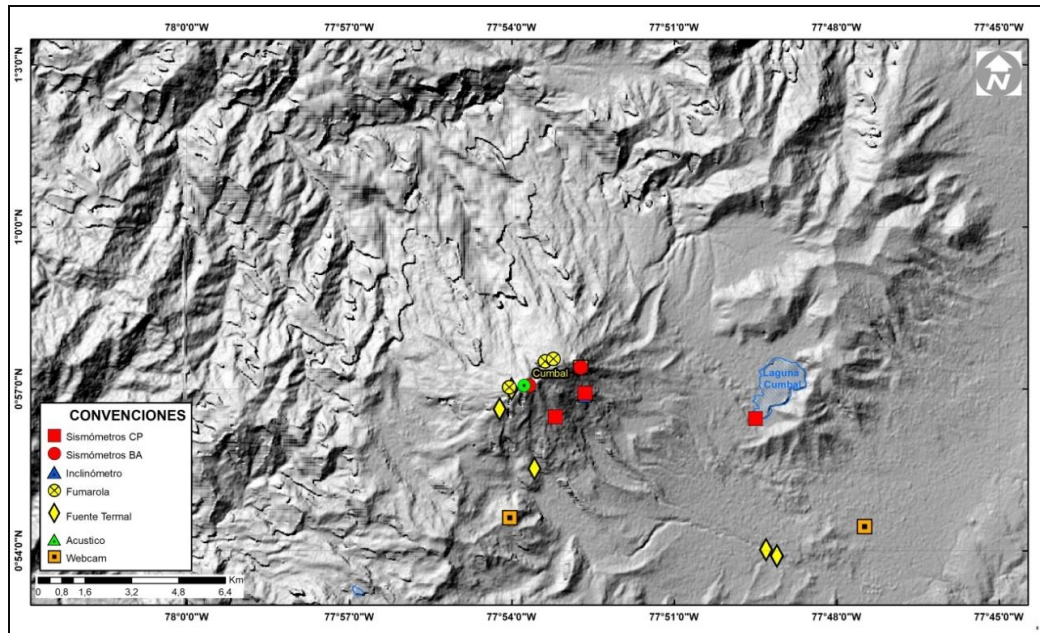 78°0'0"W 77°57'0"W 77°54'0"W 77°51'0"W 77°48'0"W 77°45'0"W
1°3'0"N
N
1°0'0"N
Cumbal
Laguna
Cumbal
0°57'0"N
CONVENCIONES
Sismómetros CP
Sismómetros BA
Inclinómetro
Fumarola
Fuente Termal
Acustico
Webcam
0°54'0"N
Km
0 0,8 1,6 3,2 4,8 6,4
78°0'0"W 77°57'0"W 77°54'0"W 77°51'0"W 77°48'0"W 77°45'0"W